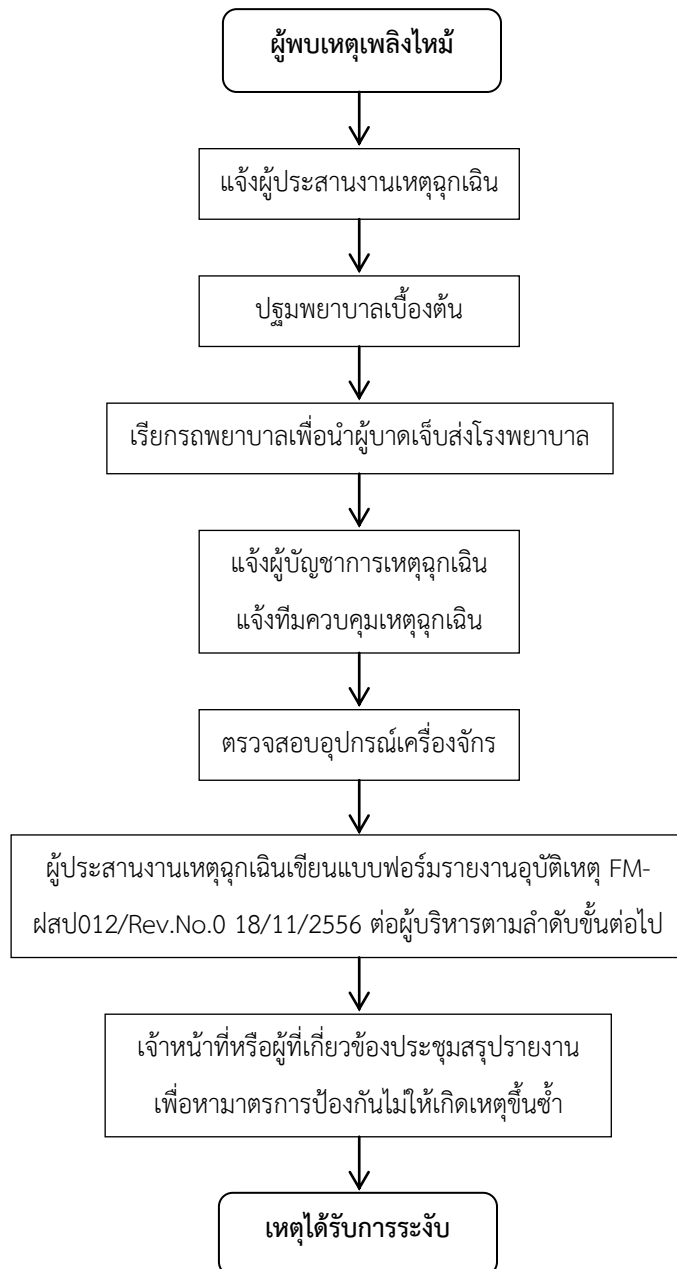 ผู้พบเหตุเพลิงไหม้
แจ้งผู้ประสานงานเหตุฉุกเฉิน
ปฐมพยาบาลเบื้องต้น
เรียกรถพยาบาลเพื่อนำผู้บาดเจ็บส่งโรงพยาบาล
แจ้งผู้บัญชาการเหตุฉุกเฉิน
แจ้งทีมควบคุมเหตุฉุกเฉิน
ตรวจสอบอุปกรณ์เครื่องจักร
ผู้ประสานงานเหตุฉุกเฉินเขียนแบบฟอร์มรายงานอุบัติเหตุ FM-
ฝสป012/Rev.No.0 18/11/2556 ต่อผู้บริหารตามลำดับขั้นต่อไป
เจ้าหน้าที่หรือผู้ที่เกี่ยวข้องประชุมสรุปรายงาน
เพื่อหามาตรการป้องกันไม่ให้เกิดเหตุขึ้นซ้ำ
เหตุได้รับการระงับ